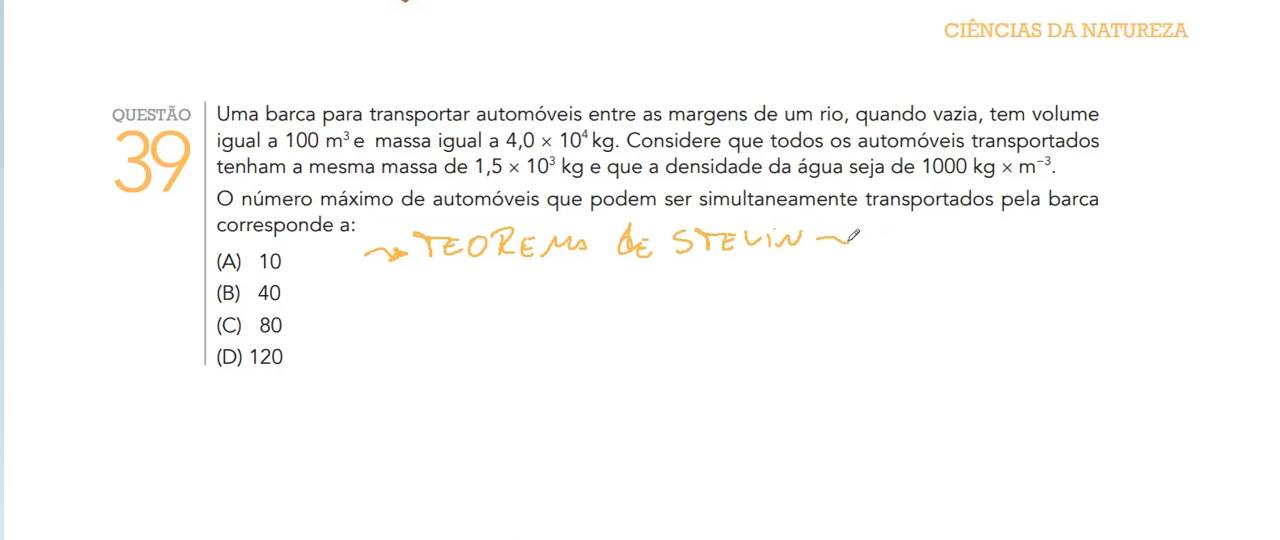 CIÊNCIAS DA NATUREZA
QUESTÃO
39
Uma barca para transportar automóveis entre as margens de um rio, quando vazia, tem volume
igual a 100 m³ e massa igual a 4,0 × 10⁴ kg. Considere que todos os automóveis transportados
tenham a mesma massa de 1,5 × 10³ kg e que a densidade da água seja de 1000 kg × m⁻³.
O número máximo de automóveis que podem ser simultaneamente transportados pela barca
corresponde a:
TEOREMA de STEVIN
(A) 10
(B) 40
(C) 80
(D) 120